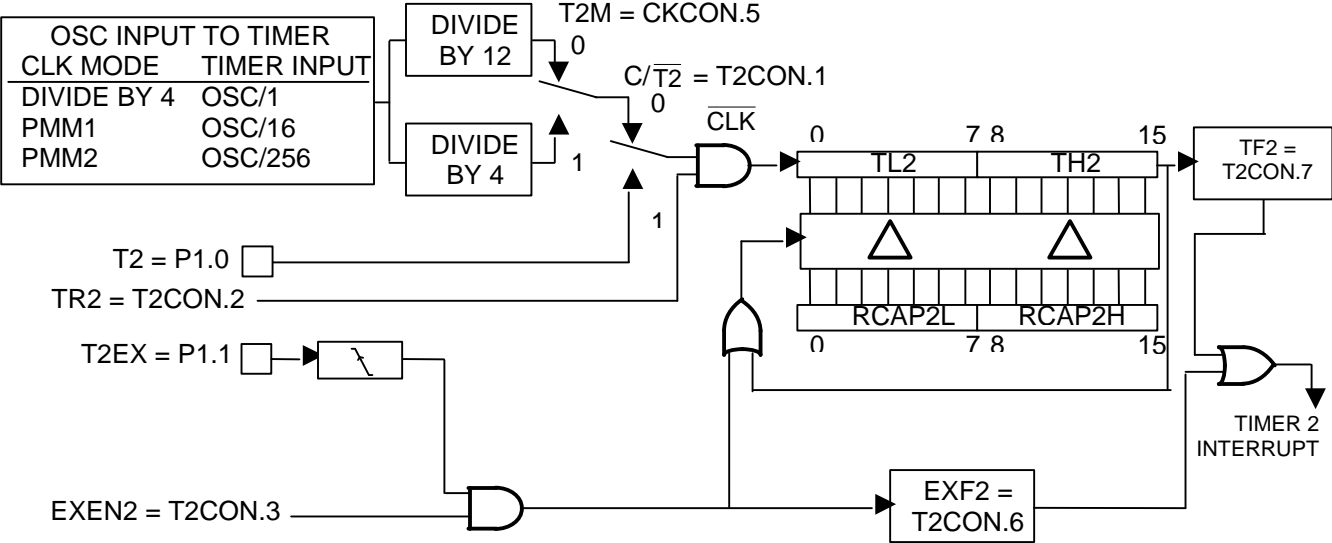 OSC INPUT TO TIMER
CLK MODE TIMER INPUT
DIVIDE BY 4 OSC/1
PMM1 OSC/16
PMM2 OSC/256
DIVIDE
BY 12
T2M = CKCON.5
0
1
DIVIDE
BY 4
C/T2 = T2CON.1
0
1
CLK
0 7 8 15
TL2 TH2
TF2 =
T2CON.7
T2 = P1.0
TR2 = T2CON.2
RCAP2L RCAP2H
0 7 8 15
T2EX = P1.1
TIMER 2
INTERRUPT
EXEN2 = T2CON.3
EXF2 =
T2CON.6